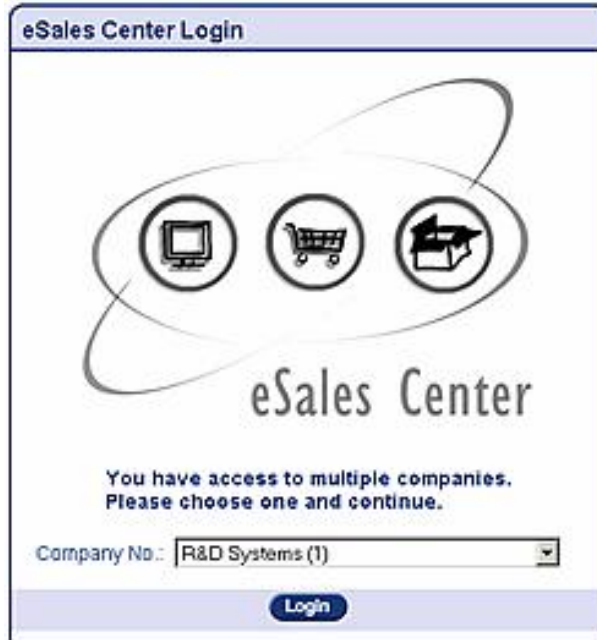 eSales Center Login
eSales Center
You have access to multiple companies.
Please choose one and continue.
Company No.: R&D Systems (1)
Login